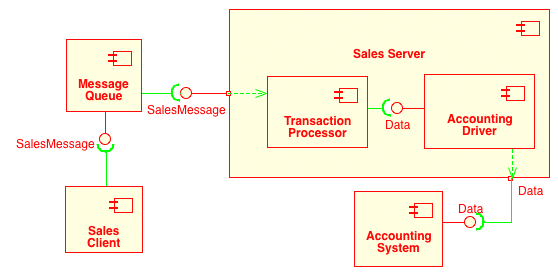 Sales Server
Message
Queue
SalesMessage
Transaction
Processor
Data
Accounting
Driver
SalesMessage
Data
Sales
Client
Accounting
System
Data